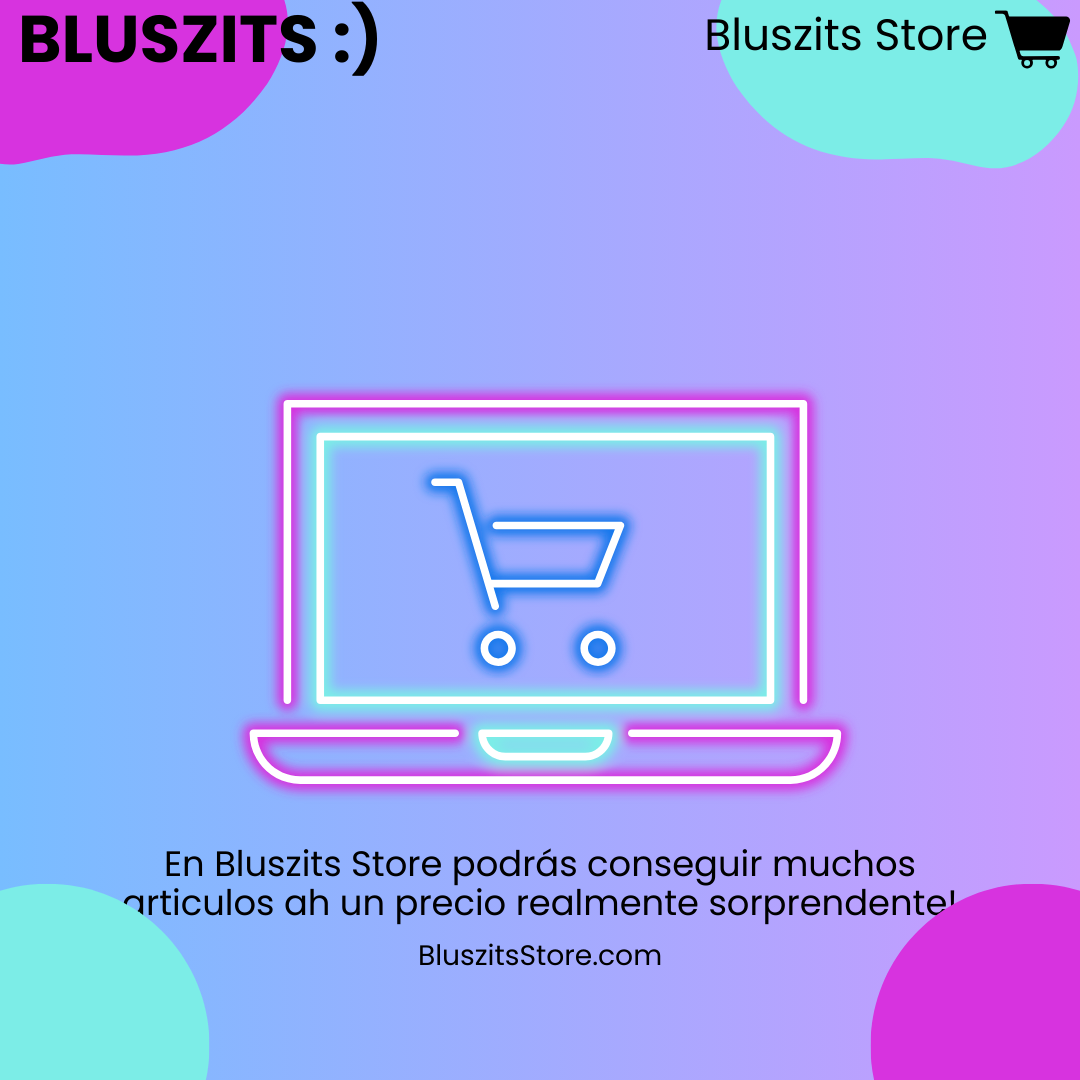 BLUSZITS :)
Bluszits Store
En Bluszits Store podrás conseguir muchos
articulos ah un precio realmente sorprendente!
BluszitsStore.com